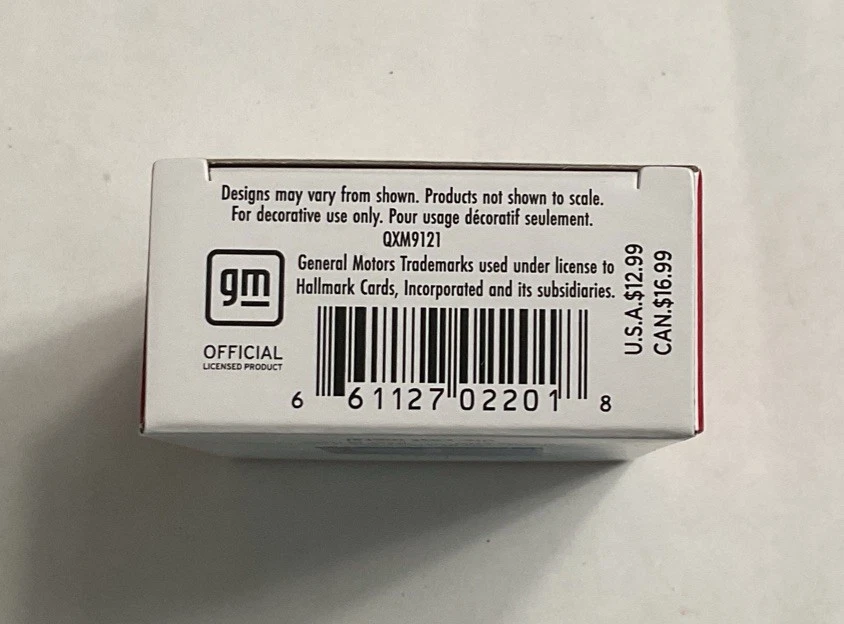 Designs may vary from shown. Products not shown to scale.
For decorative use only. Pour usage décoratif seulement.
QXM9121
General Motors Trademarks used under license to
Hallmark Cards, Incorporated and its subsidiaries.
gm
OFFICIAL
LICENSED PRODUCT
U.S.A.$12.99
CAN.$16.99
6 61127 02201 8